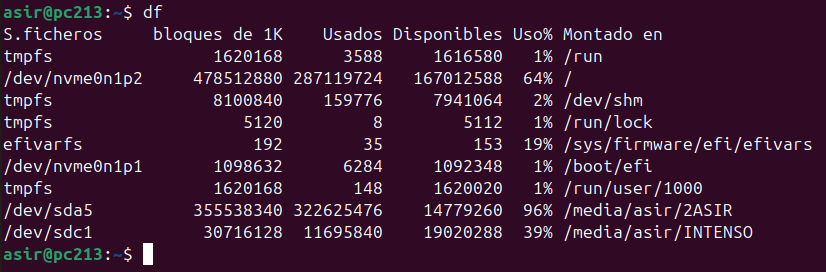 asir@pc213:~$ df
S.ficheros     bloques de 1K    Usados Disponibles Uso% Montado en
tmpfs                1620168      3588     1616580   1% /run
/dev/nvme0n1p2     478512880 287119724   167012588  64% /
tmpfs                8100840    159776     7941064   2% /dev/shm
tmpfs                   5120         8        5112   1% /run/lock
efivarfs                 192        35         153  19% /sys/firmware/efi/efivars
/dev/nvme0n1p1       1098632      6284     1092348   1% /boot/efi
tmpfs                1620168       148     1620020   1% /run/user/1000
/dev/sda5          355538340 322625476    14779260  96% /media/asir/2ASIR
/dev/sdc1           30716128  11695840    19020288  39% /media/asir/INTENSO
asir@pc213:~$